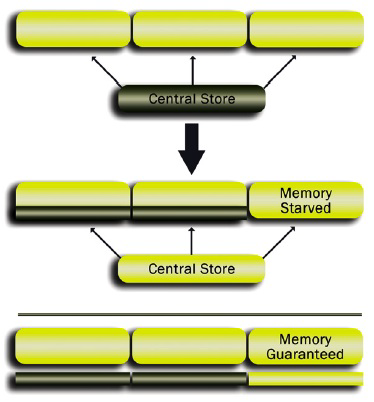 Central Store
Memory
Starved
Central Store
Memory
Guaranteed